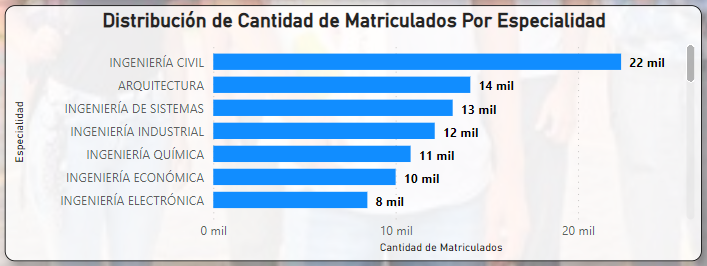 Distribución de Cantidad de Matriculados Por Especialidad
Especialidad
INGENIERÍA CIVIL 22 mil
ARQUITECTURA 14 mil
INGENIERÍA DE SISTEMAS 13 mil
INGENIERÍA INDUSTRIAL 12 mil
INGENIERÍA QUÍMICA 11 mil
INGENIERÍA ECONÓMICA 10 mil
INGENIERÍA ELECTRÓNICA 8 mil
0 mil 10 mil 20 mil
Cantidad de Matriculados